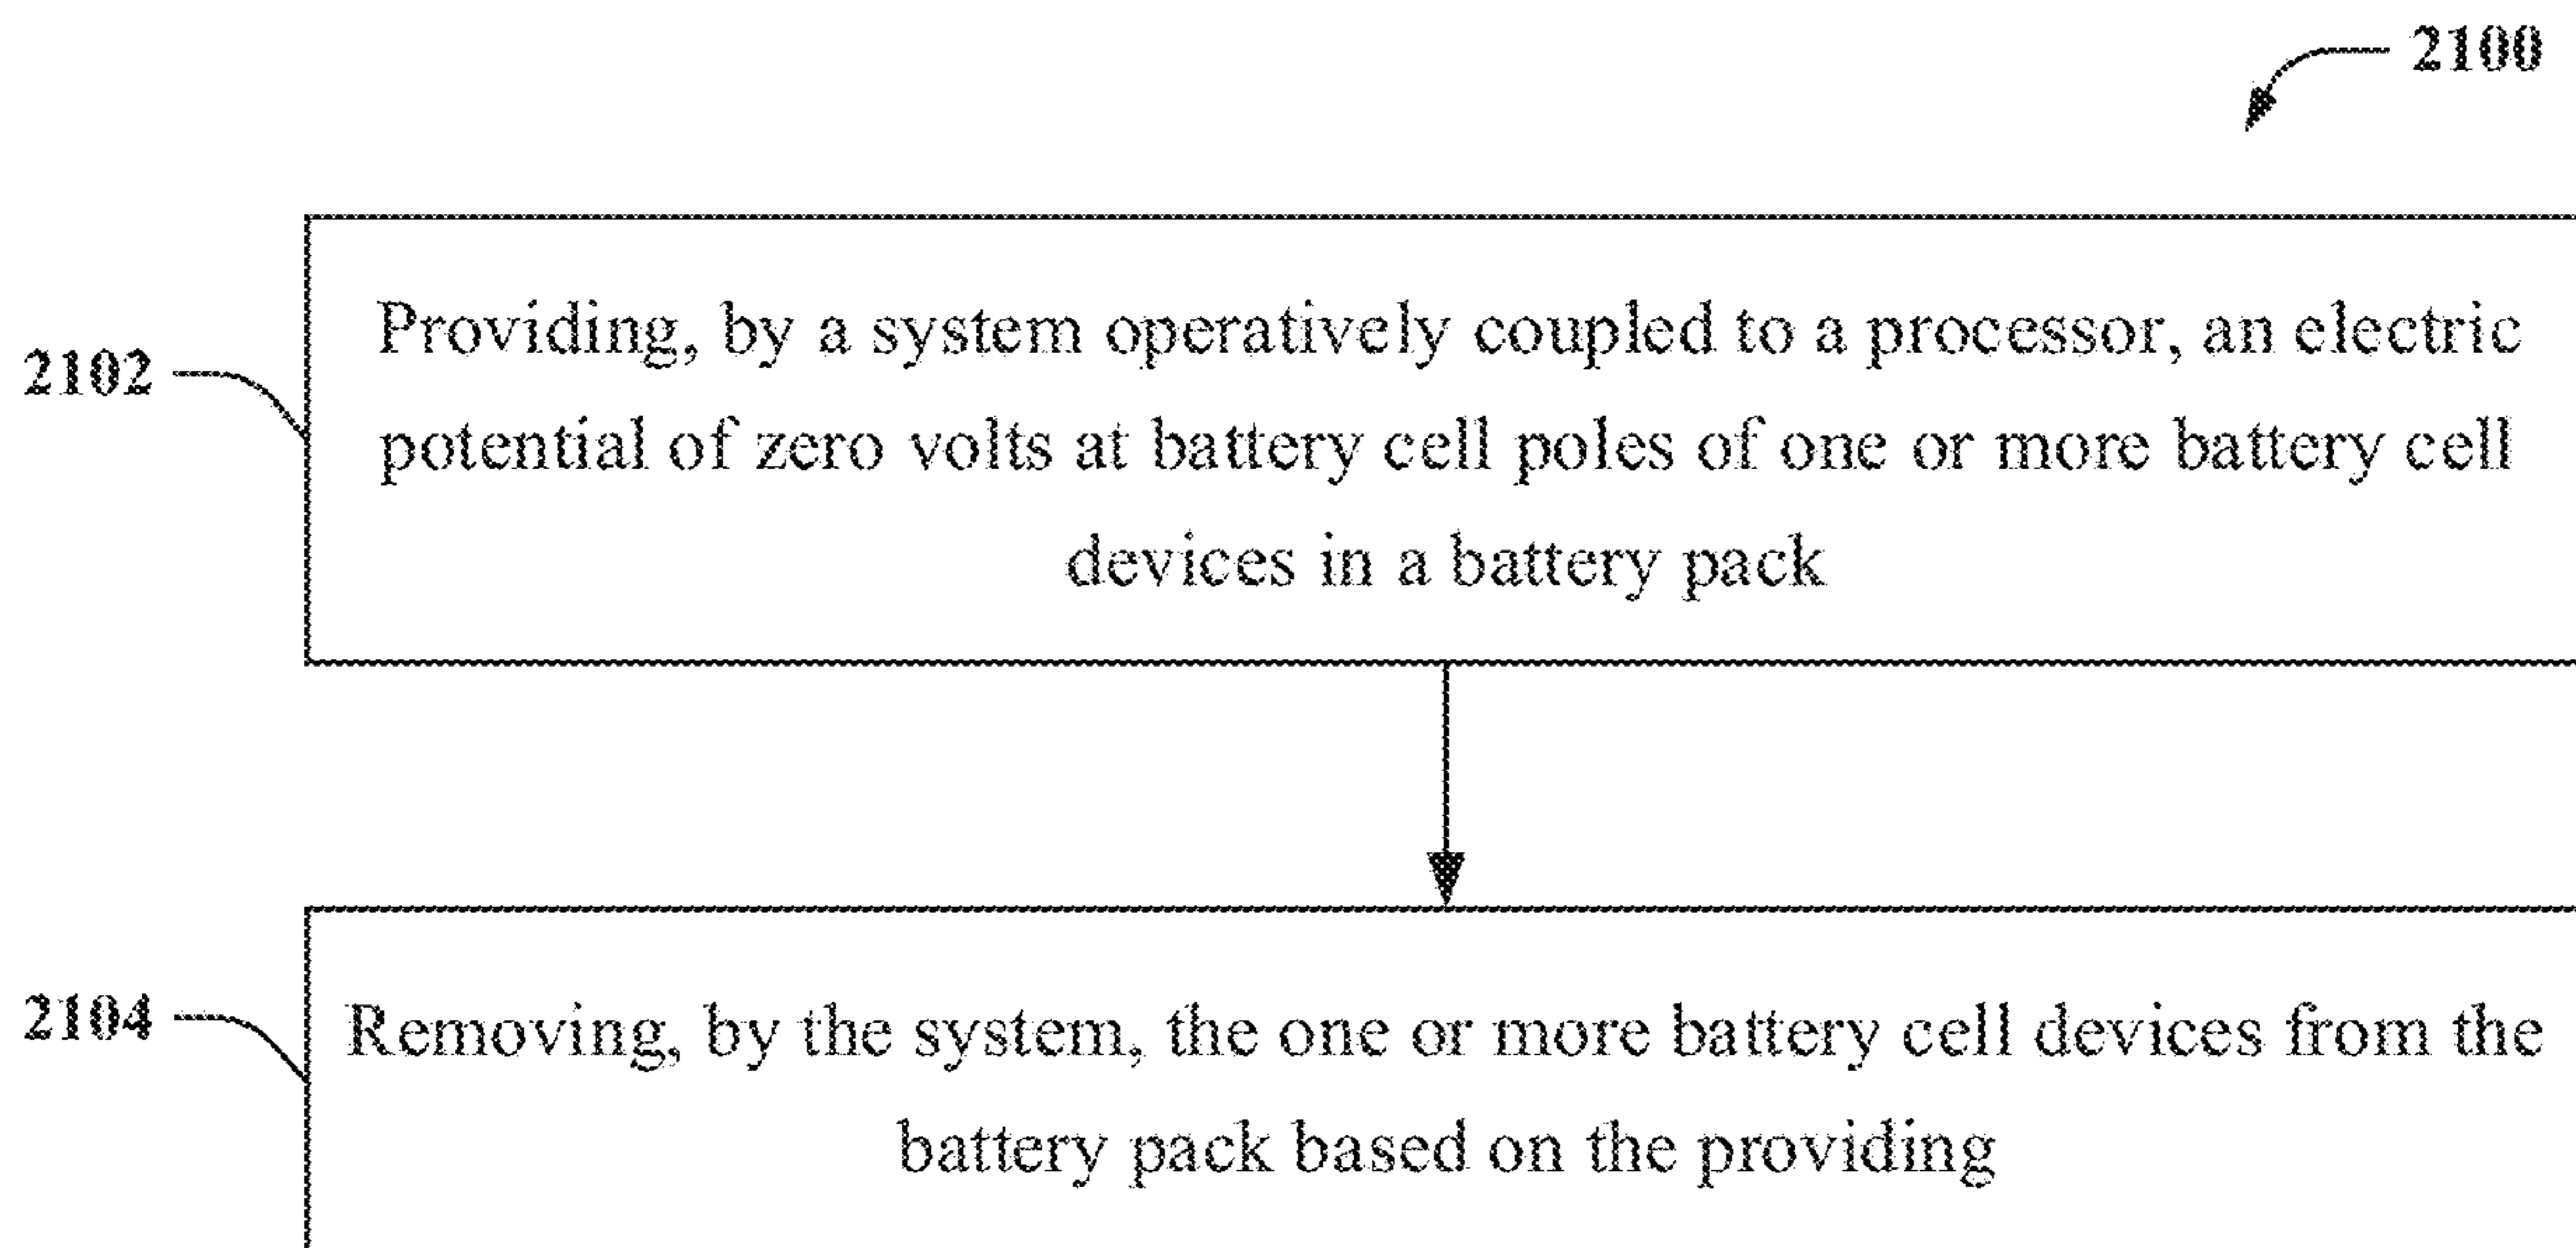 2100
2102
Providing, by a system operatively coupled to a processor, an electric
potential of zero volts at battery cell poles of one or more battery cell
devices in a battery pack
2104
Removing, by the system, the one or more battery cell devices from the
battery pack based on the providing